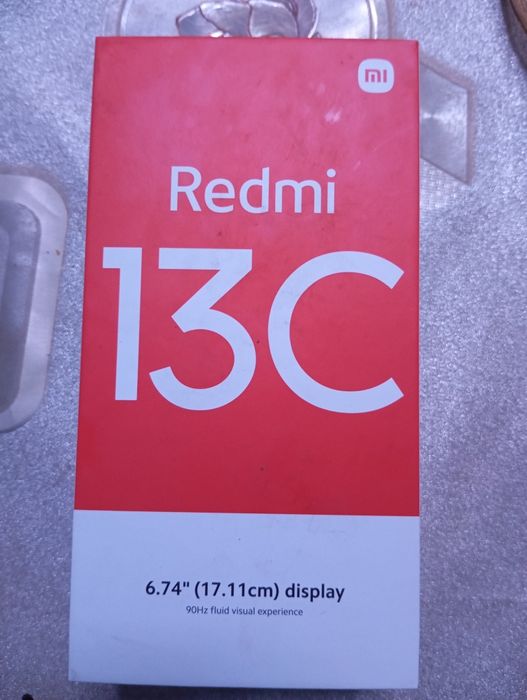 mi
Redmi
13C
6.74" (17.11cm) display
90Hz fluid visual experience